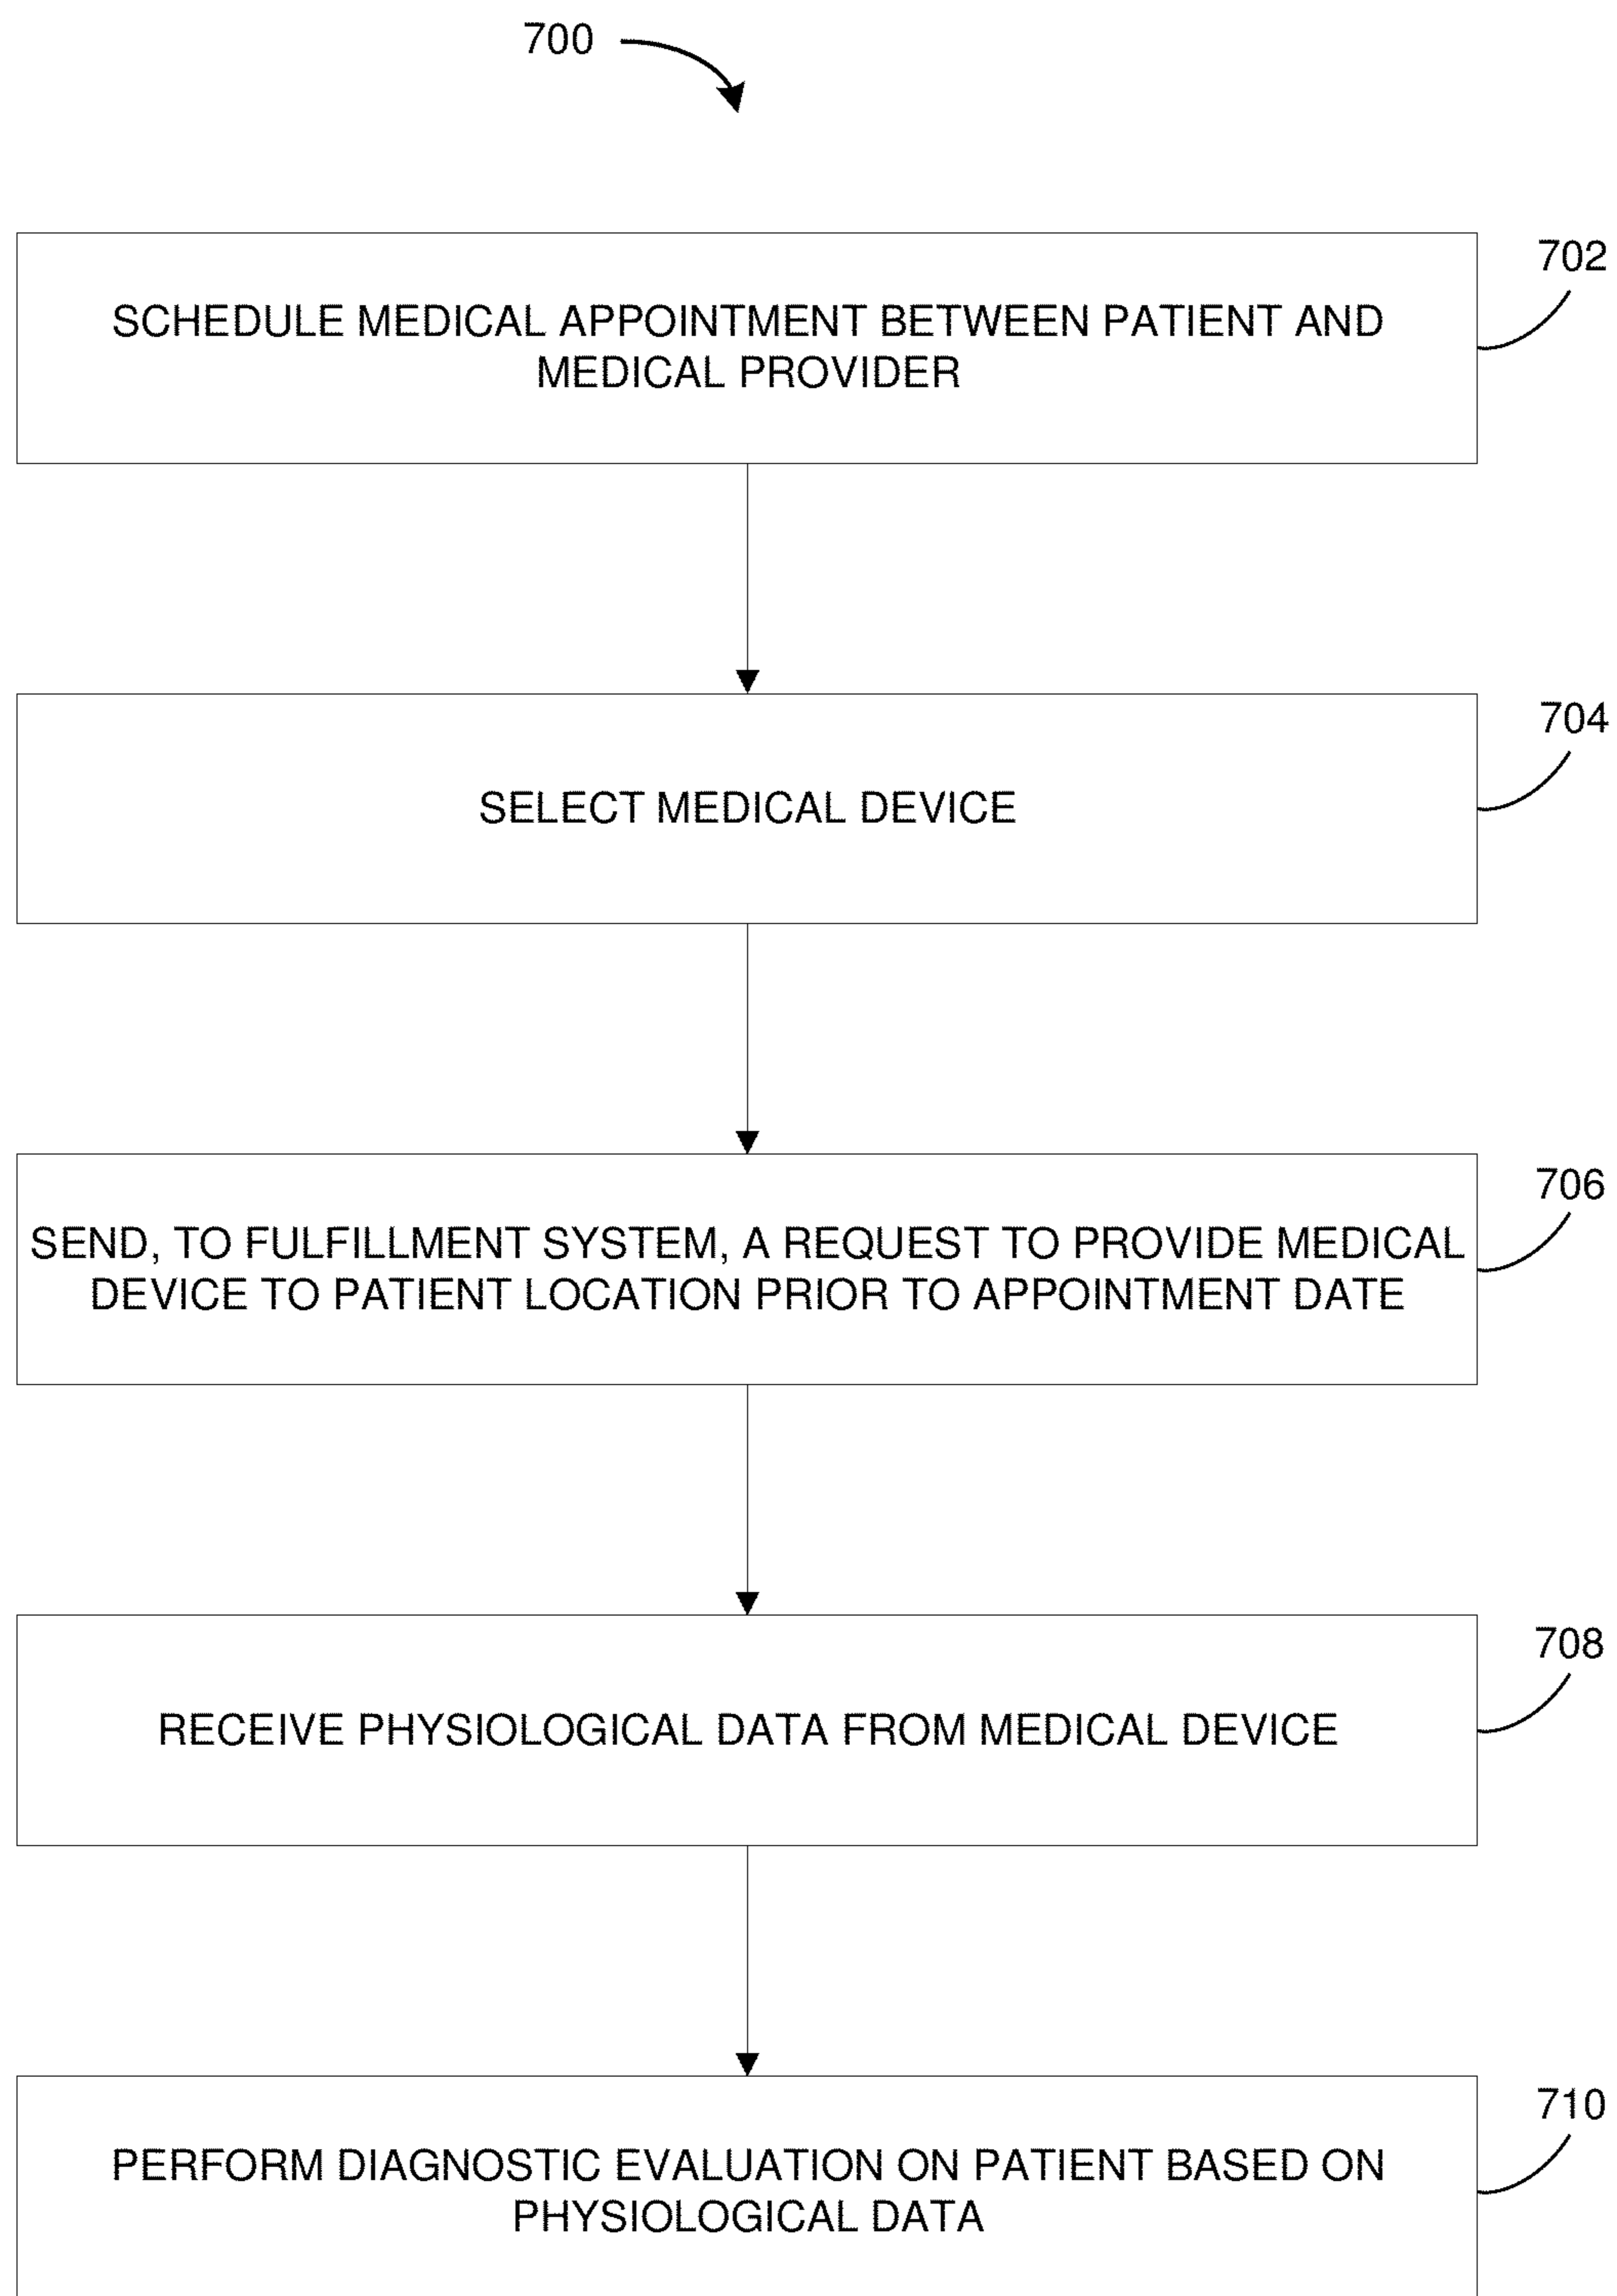 700
702
SCHEDULE MEDICAL APPOINTMENT BETWEEN PATIENT AND
MEDICAL PROVIDER
704
SELECT MEDICAL DEVICE
706
SEND, TO FULFILLMENT SYSTEM, A REQUEST TO PROVIDE MEDICAL
DEVICE TO PATIENT LOCATION PRIOR TO APPOINTMENT DATE
708
RECEIVE PHYSIOLOGICAL DATA FROM MEDICAL DEVICE
710
PERFORM DIAGNOSTIC EVALUATION ON PATIENT BASED ON
PHYSIOLOGICAL DATA